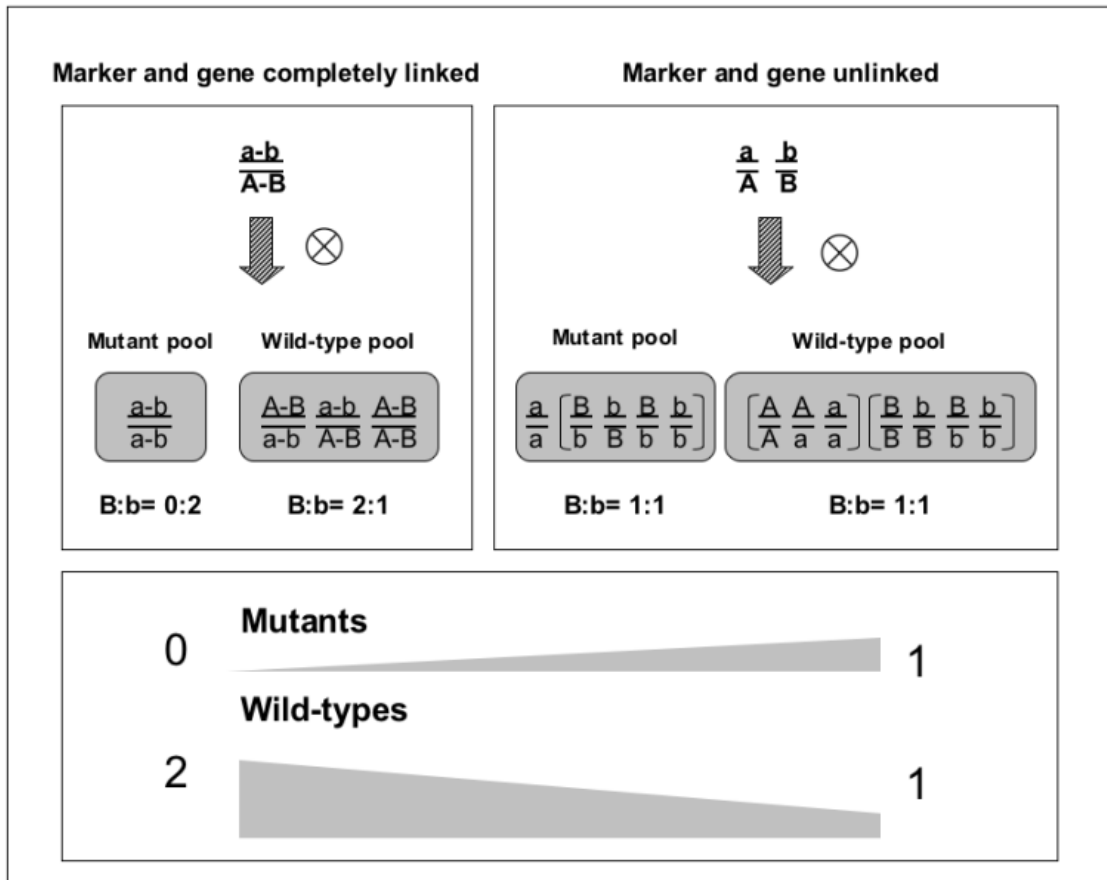 Marker and gene completely linked
Marker and gene unlinked
a-b
A-B
a b
A B
Mutant pool
Wild-type pool
Mutant pool
Wild-type pool
a-b
a-b
A-B a-b A-B
a-b A-B A-B
a [B b B b]
a [b B b b]
[A A a] [B b B b]
[A a a] [B B b b]
B:b= 0:2
B:b= 2:1
B:b= 1:1
B:b= 1:1
Mutants
0
1
Wild-types
2
1